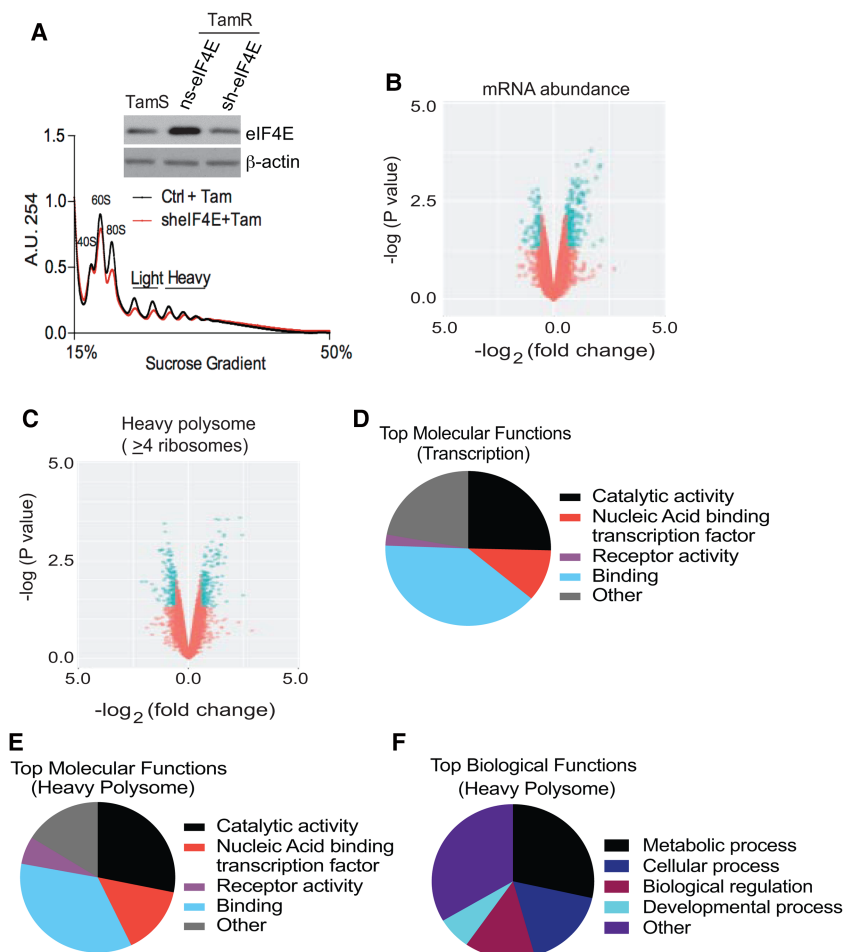 A
TamR
TamS
ns-eIF4E
sh-eIF4E
eIF4E
β-actin
1.5
1.0
0.5
0.0
A.U. 254
40S
60S
80S
Ctrl + Tam
sheIF4E+Tam
Light Heavy
15%
50%
Sucrose Gradient
B
mRNA abundance
5.0
2.5
0.0
-log (P value)
5.0 0.0 5.0
-log2 (fold change)
C
Heavy polysome
( ≥4 ribosomes)
5.0
2.5
0.0
-log (P value)
5.0 0.0 5.0
-log2 (fold change)
D
Top Molecular Functions
(Transcription)
Catalytic activity
Nucleic Acid binding
transcription factor
Receptor activity
Binding
Other
E
Top Molecular Functions
(Heavy Polysome)
Catalytic activity
Nucleic Acid binding
transcription factor
Receptor activity
Binding
Other
F
Top Biological Functions
(Heavy Polysome)
Metabolic process
Cellular process
Biological regulation
Developmental process
Other